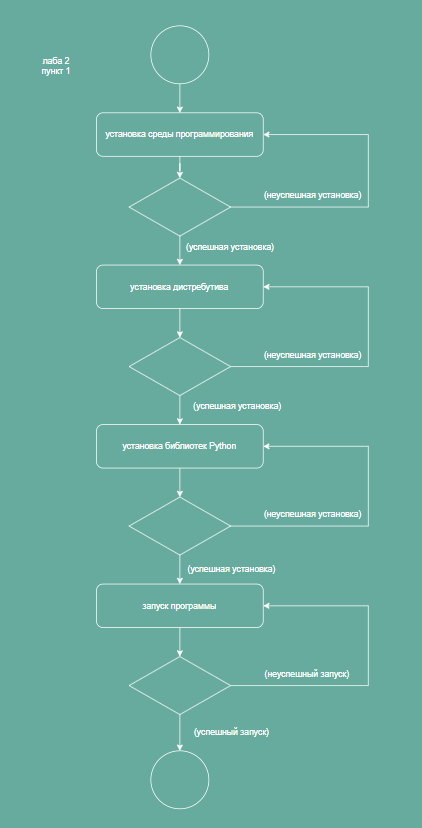 лаба 2
пункт 1
установка среды программирования
(неуспешная установка)
(успешная установка)
установка дистребутива
(неуспешная установка)
(успешная установка)
установка библиотек Python
(неуспешная установка)
(успешная установка)
запуск программы
(неуспешный запуск)
(успешный запуск)